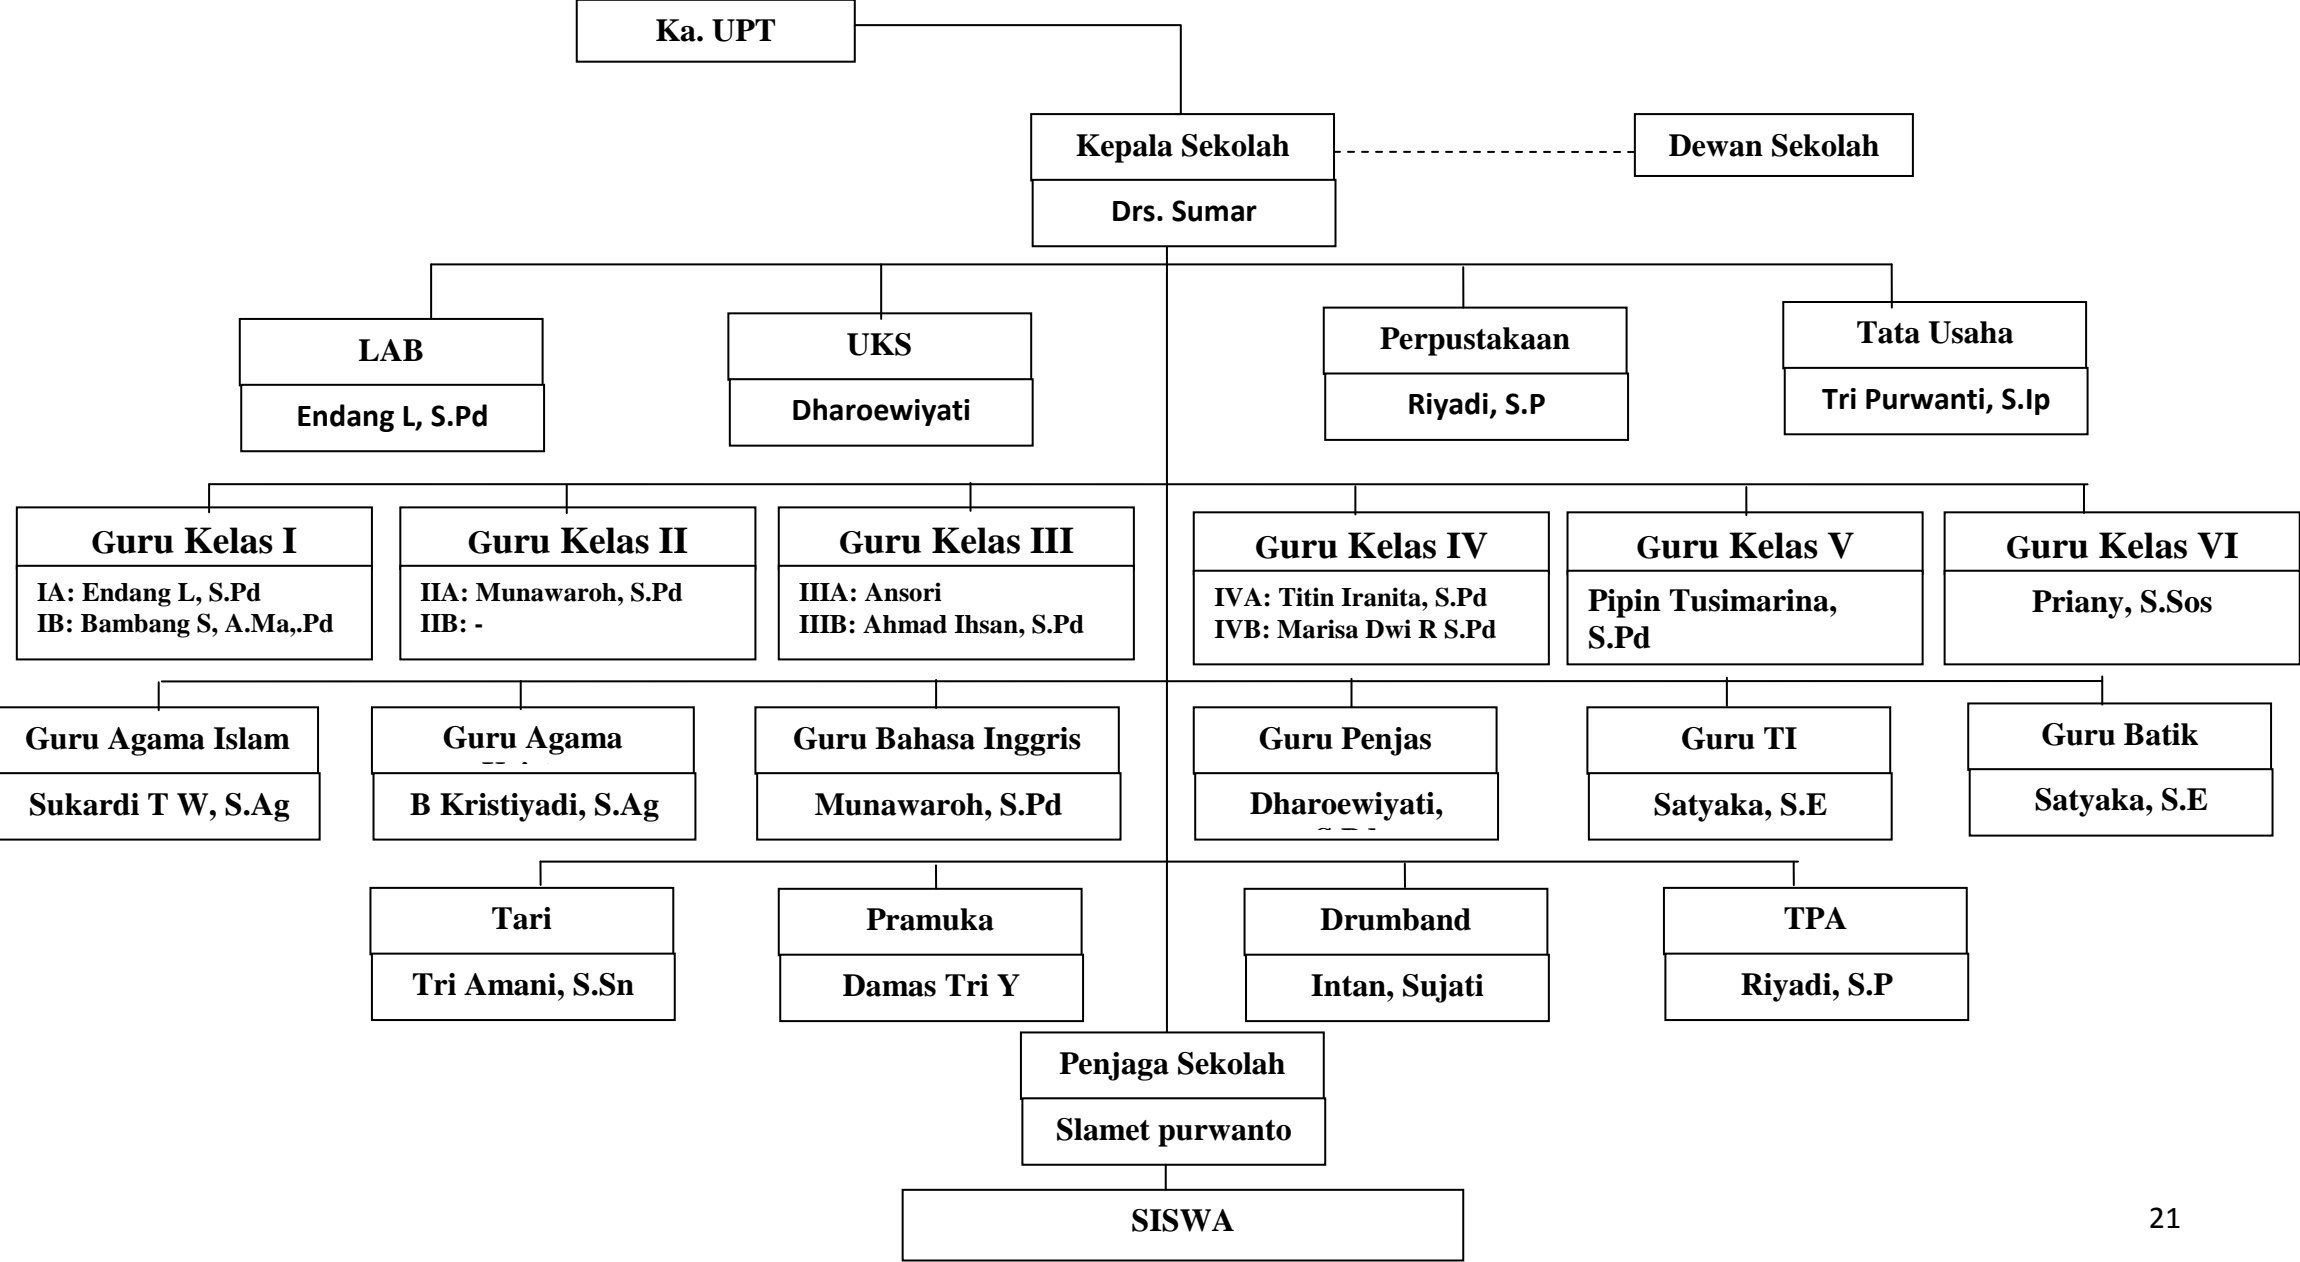 Ka. UPT
Kepala Sekolah
Dewan Sekolah
Drs. Sumar
LAB
Endang L, S.Pd
UKS
Dharoewiyati
Perpustakaan
Riyadi, S.P
Tata Usaha
Tri Purwanti, S.Ip
Guru Kelas I
IA: Endang L, S.Pd
IB: Bambang S, A.Ma,.Pd
Guru Kelas II
IIA: Munawaroh, S.Pd
IIB: -
Guru Kelas III
IIIA: Ansori
IIIB: Ahmad Ihsan, S.Pd
Guru Kelas IV
IVA: Titin Iranita, S.Pd
IVB: Marisa Dwi R S.Pd
Guru Kelas V
Pipin Tusimarina,
S.Pd
Guru Kelas VI
Priany, S.Sos
Guru Agama Islam
Sukardi T W, S.Ag
Guru Agama
B Kristiyadi, S.Ag
Guru Bahasa Inggris
Munawaroh, S.Pd
Guru Penjas
Dharoewiyati,
Guru TI
Satyaka, S.E
Guru Batik
Satyaka, S.E
Tari
Tri Amani, S.Sn
Pramuka
Damas Tri Y
Drumband
Intan, Sujati
TPA
Riyadi, S.P
Penjaga Sekolah
Slamet purwanto
SISWA
21